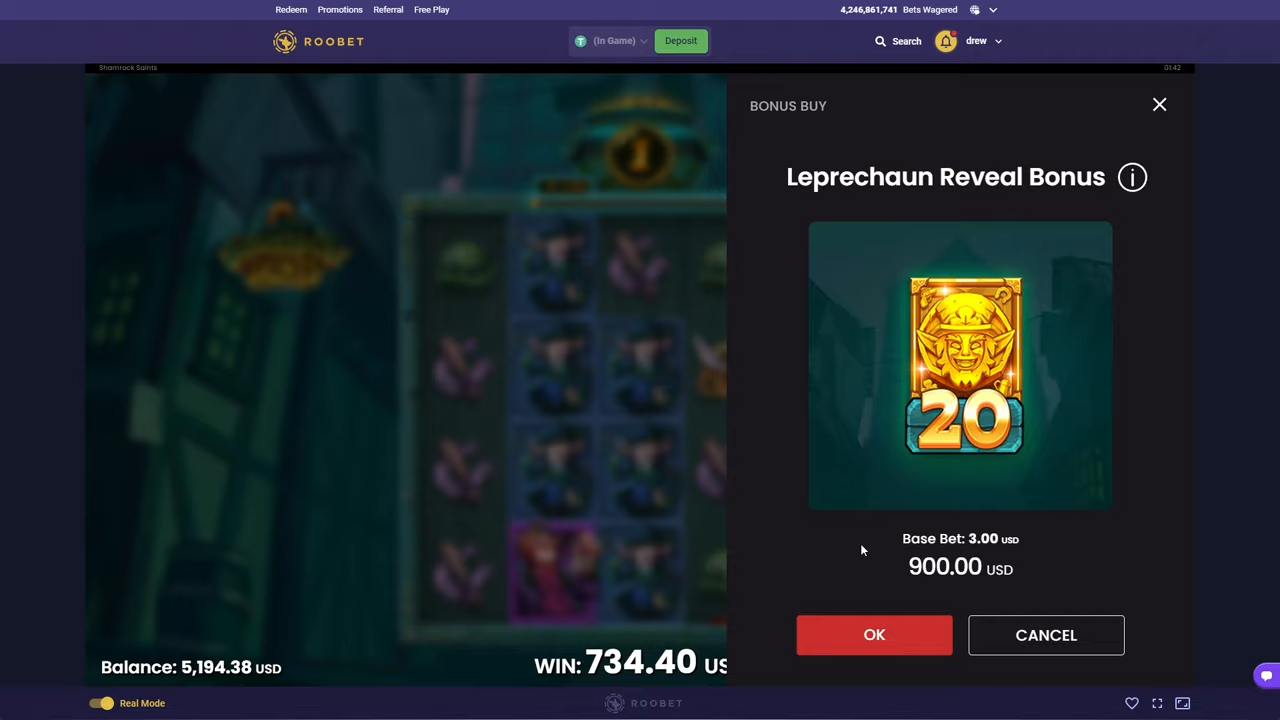 Redeem Promotions Referral Free Play 4,246,861,741 Bets Wagered
ROOBET (In Game) Deposit Search drew
Shamrock Saints 01:42
BONUS BUY
1
Leprechaun Reveal Bonus
20
Base Bet: 3.00 USD
900.00 USD
OK CANCEL
Balance: 5,194.38 USD WIN: 734.40 US
Real Mode ROOBET